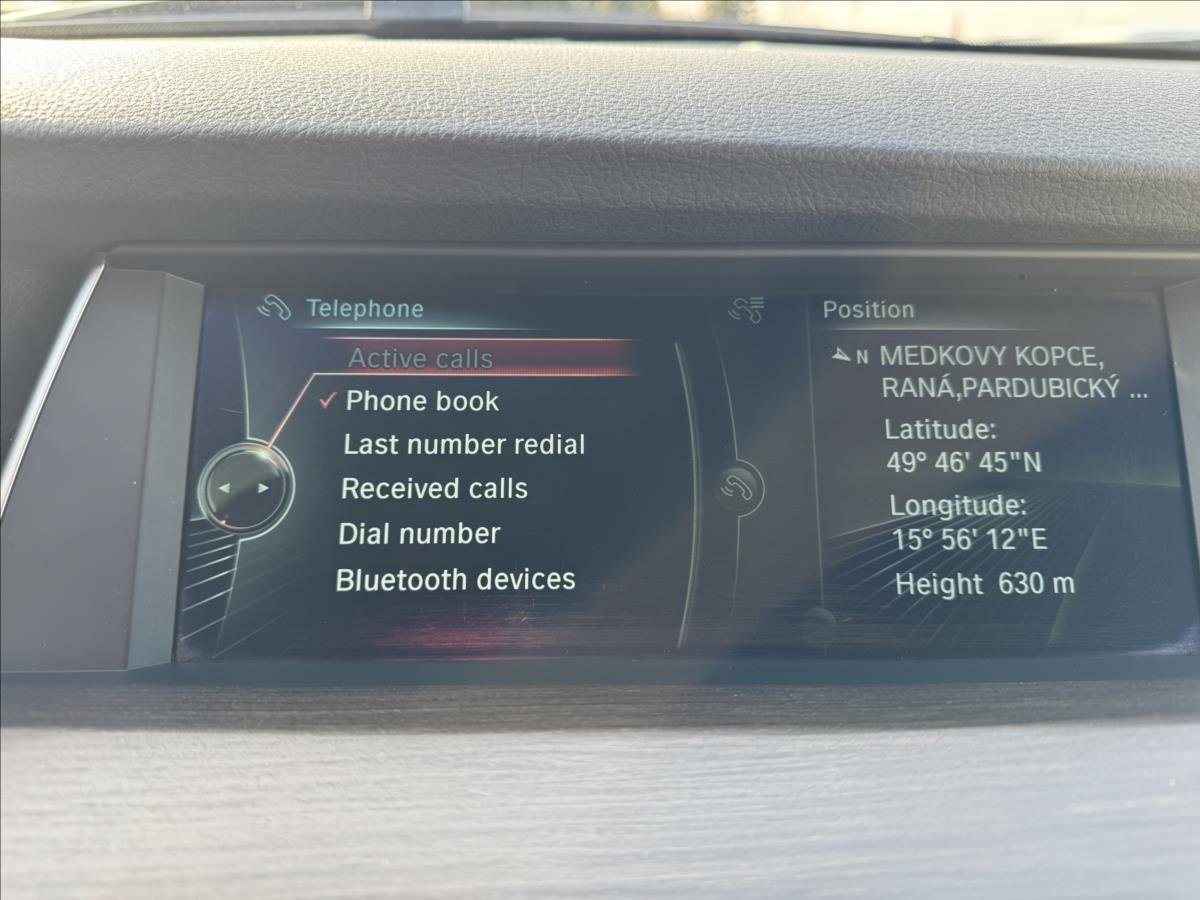 Telephone
Active calls
Phone book
Last number redial
Received calls
Dial number
Bluetooth devices
Position
N MEDKOVY KOPCE,
RANÁ,PARDUBICKÝ ...
Latitude:
49° 46' 45"N
Longitude:
15° 56' 12"E
Height 630 m